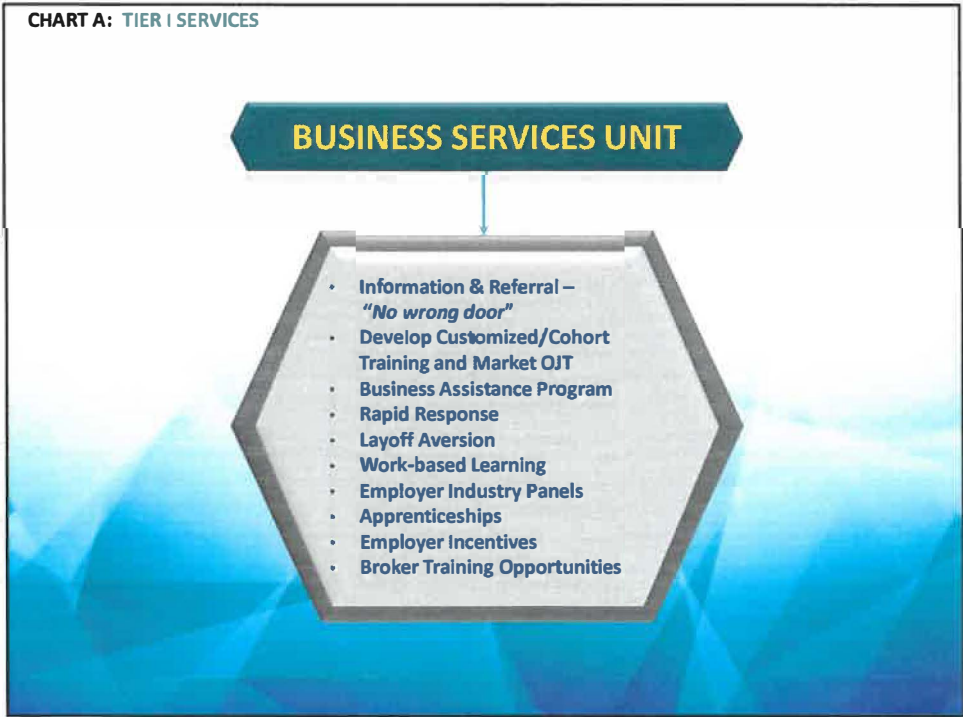 CHART A: TIER I SERVICES
BUSINESS SERVICES UNIT
• Information & Referral –
"No wrong door"
• Develop Customized/Cohort
Training and Market OJT
• Business Assistance Program
• Rapid Response
• Layoff Aversion
• Work-based Learning
• Employer Industry Panels
• Apprenticeships
• Employer Incentives
• Broker Training Opportunities